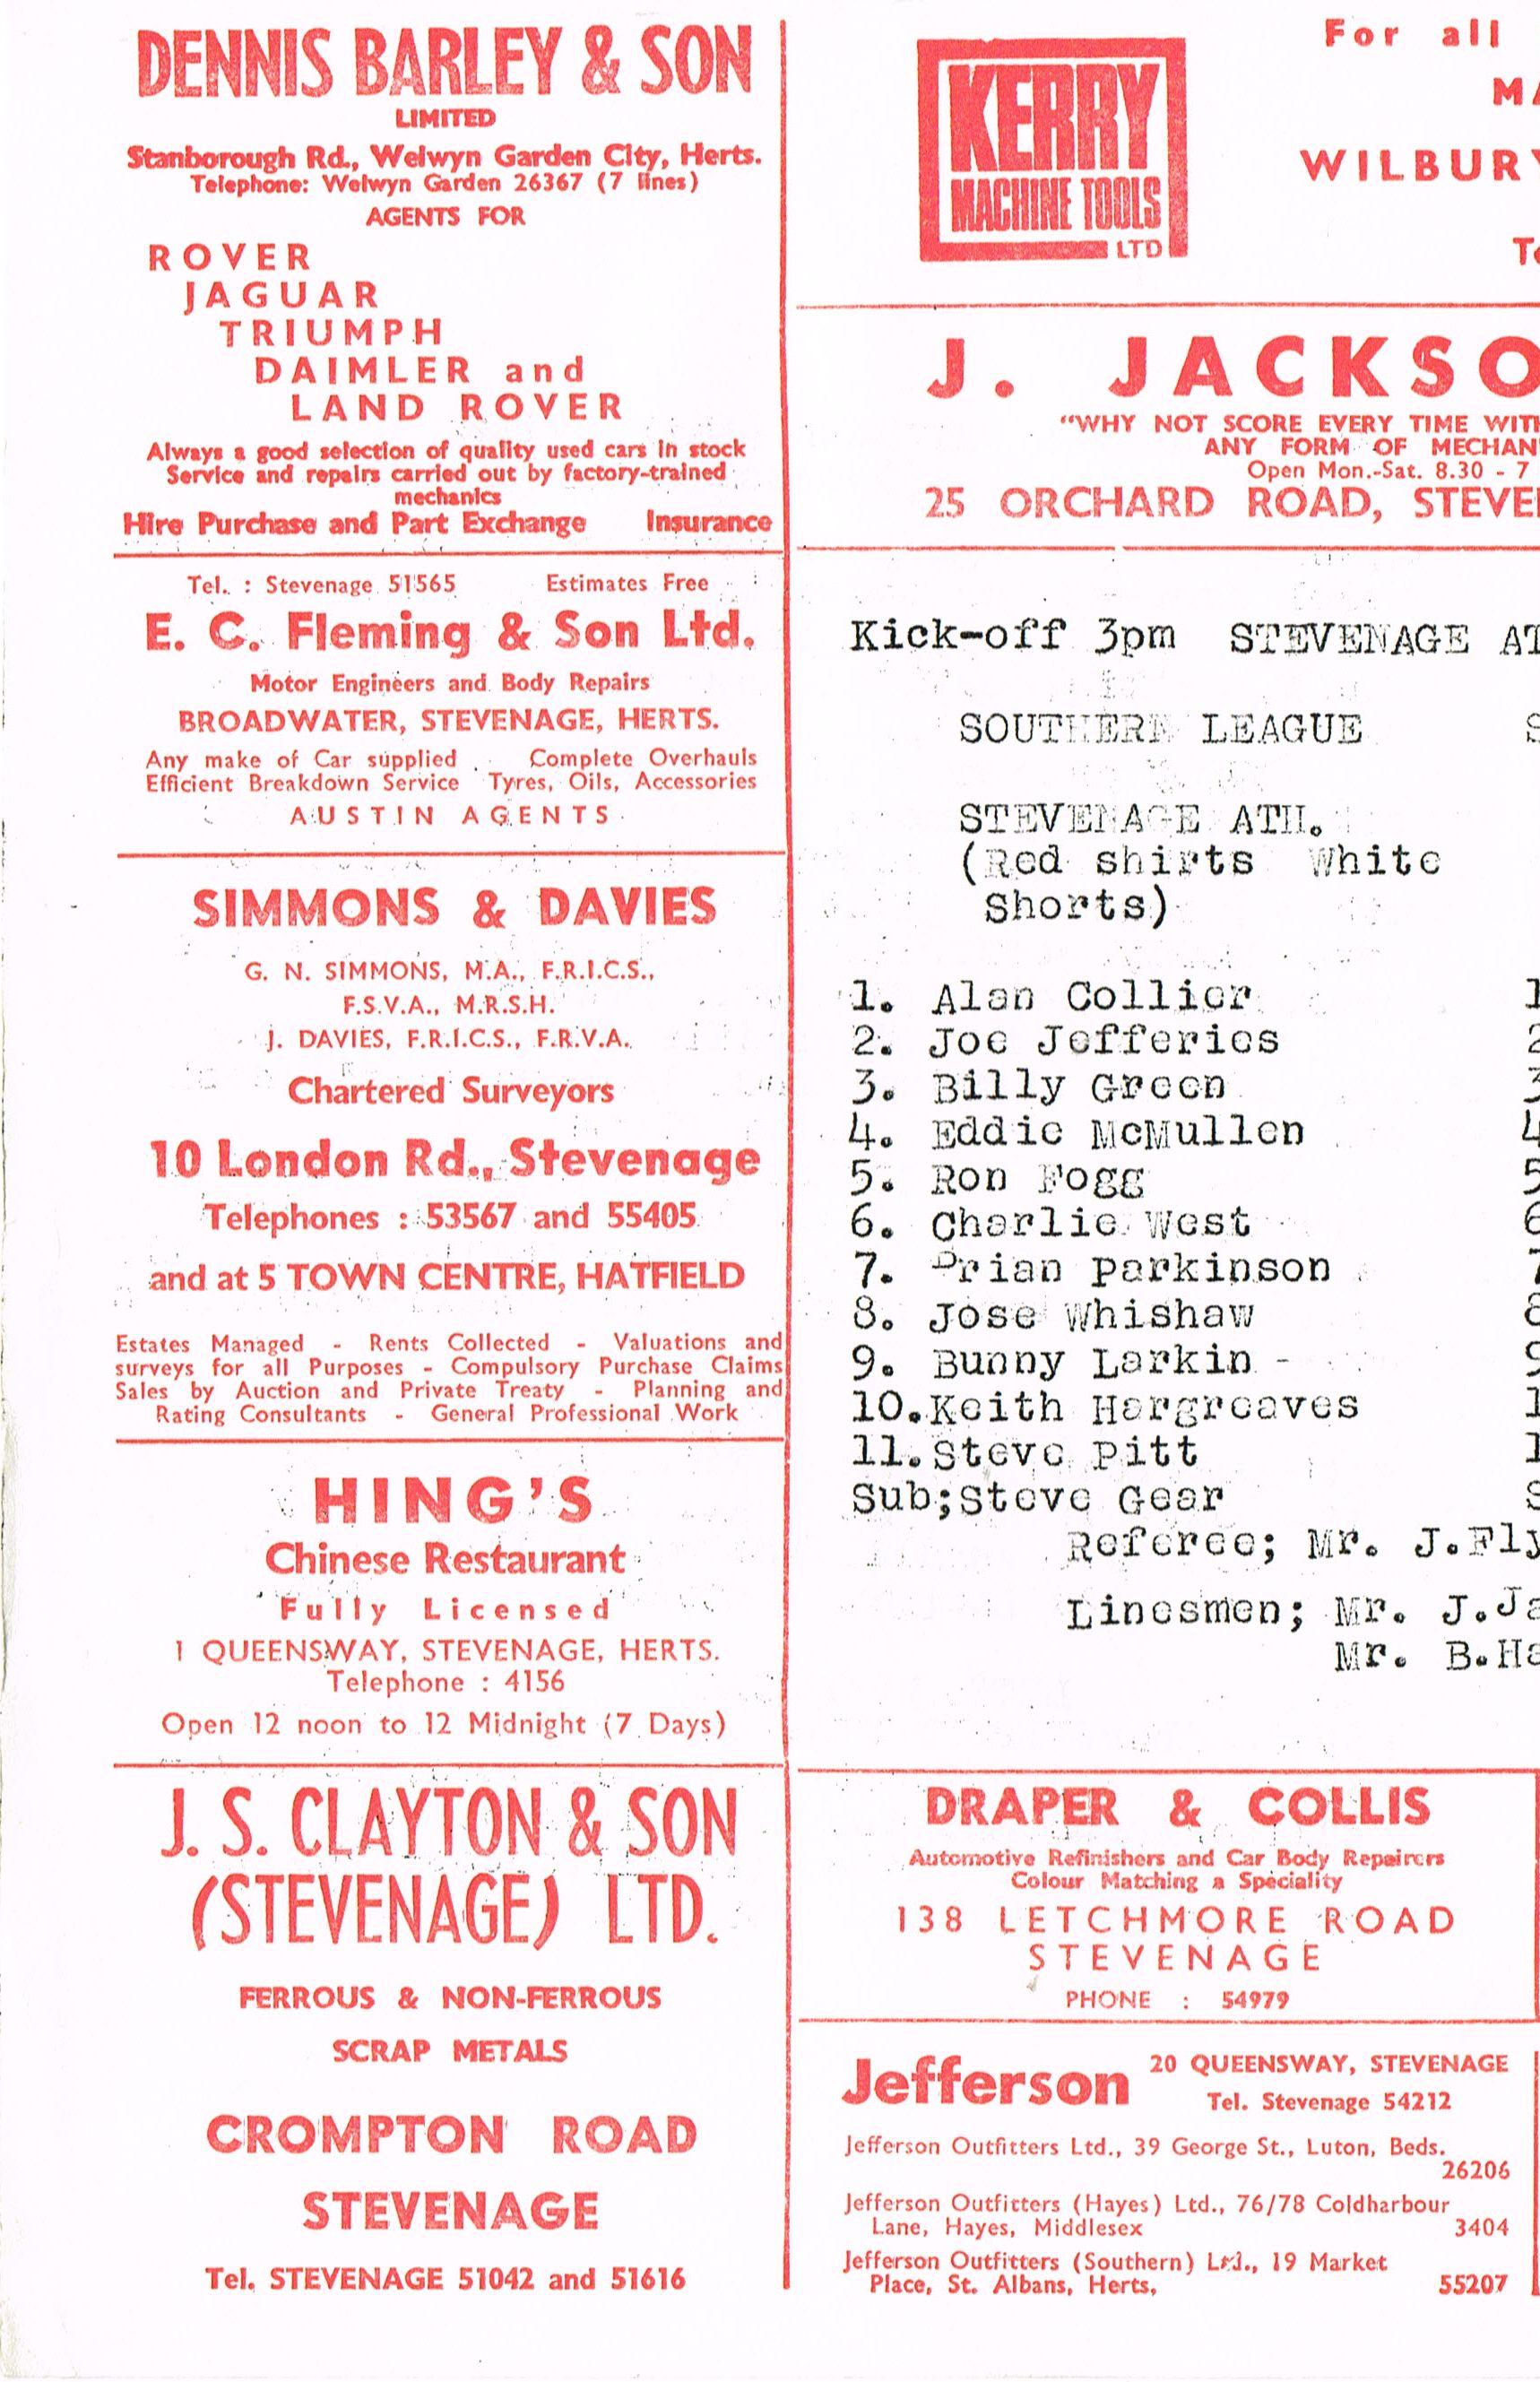 DENNIS BARLEY & SON
LIMITED
Stanborough Rd., Welwyn Garden City, Herts.
Telephone: Welwyn Garden 26367 (7 lines)
AGENTS FOR
ROVER
JAGUAR
TRIUMPH
DAIMLER and
LAND ROVER
Always a good selection of quality used cars in stock
Service and repairs carried out by factory-trained
mechanics
Hire Purchase and Part Exchange Insurance
Tel. : Stevenage 51565 Estimates Free
E. C. Fleming & Son Ltd.
Motor Engineers and Body Repairs
BROADWATER, STEVENAGE, HERTS.
Any make of Car supplied Complete Overhauls
Efficient Breakdown Service Tyres, Oils, Accessories
AUSTIN AGENTS
SIMMONS & DAVIES
G. N. SIMMONS, M.A., F.R.I.C.S.,
F.S.V.A., M.R.S.H.
J. DAVIES, F.R.I.C.S., F.R.V.A.
Chartered Surveyors
10 London Rd., Stevenage
Telephones : 53567 and 55405
and at 5 TOWN CENTRE, HATFIELD
Estates Managed - Rents Collected - Valuations and
surveys for all Purposes - Compulsory Purchase Claims
Sales by Auction and Private Treaty - Planning and
Rating Consultants - General Professional Work
HING'S
Chinese Restaurant
Fully Licensed
1 QUEENSWAY, STEVENAGE, HERTS.
Telephone : 4156
Open 12 noon to 12 Midnight (7 Days)
J. S. CLAYTON & SON
(STEVENAGE) LTD.
FERROUS & NON-FERROUS
SCRAP METALS
CROMPTON ROAD
STEVENAGE
Tel. STEVENAGE 51042 and 51616
KERRY
MACHINE TOOLS
LTD
For all
MA
WILBURY
Te
J. JACKSO
"WHY NOT SCORE EVERY TIME WITH
ANY FORM OF MECHAN
Open Mon.-Sat. 8.30 - 7
25 ORCHARD ROAD, STEVE
Kick-off 3pm STEVENAGE AT
SOUTHERN LEAGUE S
STEVENAGE ATH.
(Red shirts White
Shorts)
1. Alan Collier 1
2. Joe Jefferies 2
3. Billy Green 3
4. Eddie McMullen 4
5. Ron Fogg 5
6. Charlie West 6
7. Brian Parkinson 7
8. Jose Whishaw 8
9. Bunny Larkin - 9
10.Keith Hargreaves 1
11.Steve Pitt 1
Sub;Steve Gear S
Referee; Mr. J.Fly
Linesmen; Mr. J.Ja
Mr. B.Ha
DRAPER & COLLIS
Automotive Refinishers and Car Body Repairers
Colour Matching a Speciality
138 LETCHMORE ROAD
STEVENAGE
PHONE : 54979
Jefferson 20 QUEENSWAY, STEVENAGE
Tel. Stevenage 54212
Jefferson Outfitters Ltd., 39 George St., Luton, Beds.
26206
Jefferson Outfitters (Hayes) Ltd., 76/78 Coldharbour
Lane, Hayes, Middlesex 3404
Jefferson Outfitters (Southern) Ltd., 19 Market
Place, St. Albans, Herts, 55207